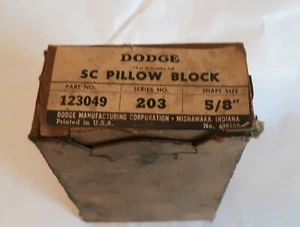 DODGE
SC PILLOW BLOCK
PART NO. SERIES NO. SHAFT SIZE
123049 203 5/8"
DODGE MANUFACTURING CORPORATION • MISHAWAKA, INDIANA
Printed in U.S.A. No.